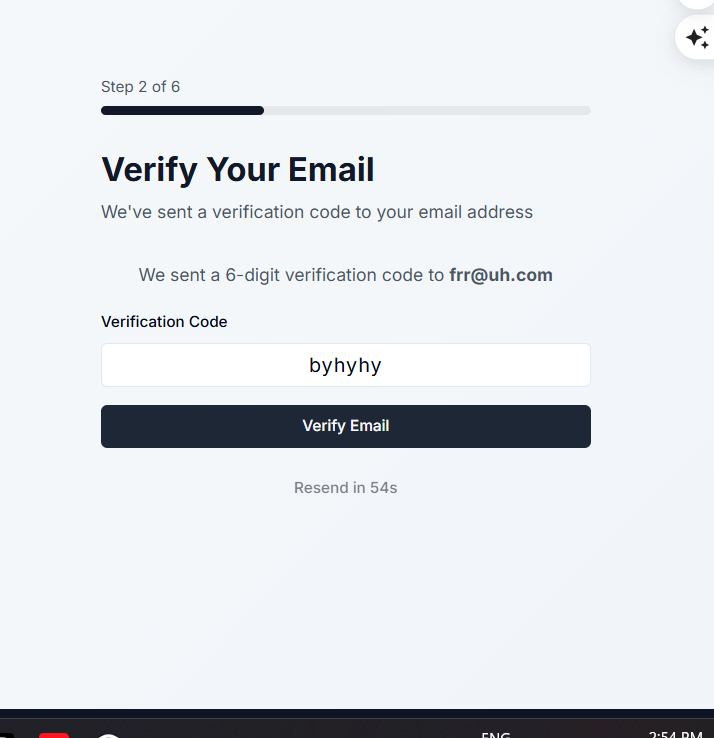 Step 2 of 6
Verify Your Email
We've sent a verification code to your email address
We sent a 6-digit verification code to frr@uh.com
Verification Code
byhyhy
Verify Email
Resend in 54s
ENG
2:54 PM